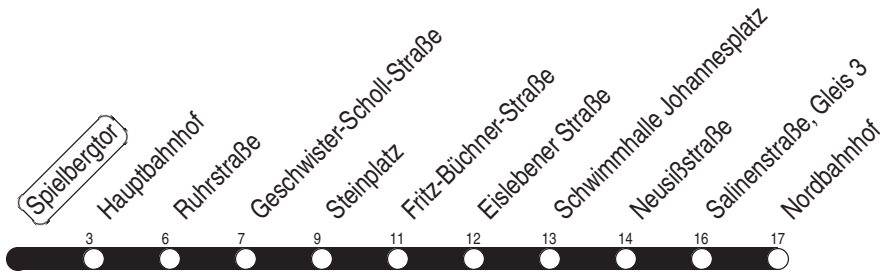 Spielbergtor
Hauptbahnhof
Ruhrstraße
Geschwister-Scholl-Straße
Steinplatz
Fritz-Büchner-Straße
Eislebener Straße
Schwimmhalle Johannesplatz
Neusißstraße
Salinenstraße, Gleis 3
Nordbahnhof
3 6 7 9 11 12 13 14 16 17